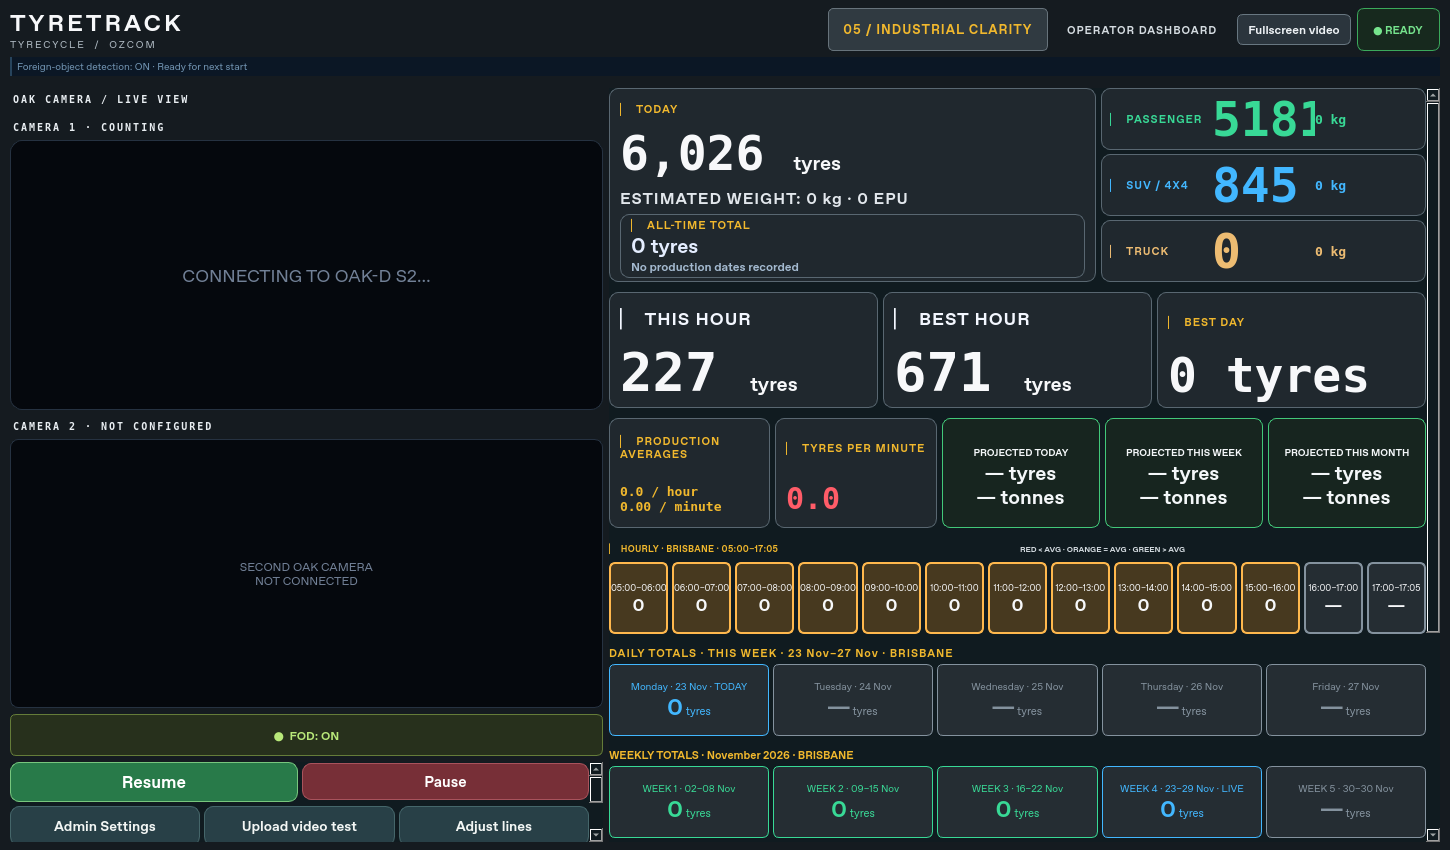 TYRETRACK
TYRECYCLE / OZCOM
05 / INDUSTRIAL CLARITY
OPERATOR DASHBOARD
Fullscreen video
● READY
Foreign-object detection: ON · Ready for next start
OAK CAMERA / LIVE VIEW
CAMERA 1 · COUNTING
CONNECTING TO OAK-D S2...
CAMERA 2 · NOT CONFIGURED
SECOND OAK CAMERA
NOT CONNECTED
● FOD: ON
Resume
Pause
Admin Settings
Upload video test
Adjust lines
TODAY
6,026 tyres
ESTIMATED WEIGHT: 0 kg · 0 EPU
ALL-TIME TOTAL
0 tyres
No production dates recorded
PASSENGER 5181 0 kg
SUV / 4X4 845 0 kg
TRUCK 0 0 kg
THIS HOUR
227 tyres
BEST HOUR
671 tyres
BEST DAY
0 tyres
PRODUCTION
AVERAGES
0.0 / hour
0.00 / minute
TYRES PER MINUTE
0.0
PROJECTED TODAY
— tyres
— tonnes
PROJECTED THIS WEEK
— tyres
— tonnes
PROJECTED THIS MONTH
— tyres
— tonnes
HOURLY · BRISBANE · 05:00–17:05
RED < AVG · ORANGE = AVG · GREEN > AVG
05:00–06:00
0
06:00–07:00
0
07:00–08:00
0
08:00–09:00
0
09:00–10:00
0
10:00–11:00
0
11:00–12:00
0
12:00–13:00
0
13:00–14:00
0
14:00–15:00
0
15:00–16:00
0
16:00–17:00
—
17:00–17:05
—
DAILY TOTALS · THIS WEEK · 23 Nov–27 Nov · BRISBANE
Monday · 23 Nov · TODAY
0 tyres
Tuesday · 24 Nov
— tyres
Wednesday · 25 Nov
— tyres
Thursday · 26 Nov
— tyres
Friday · 27 Nov
— tyres
WEEKLY TOTALS · November 2026 · BRISBANE
WEEK 1 · 02–08 Nov
0 tyres
WEEK 2 · 09–15 Nov
0 tyres
WEEK 3 · 16–22 Nov
0 tyres
WEEK 4 · 23–29 Nov · LIVE
0 tyres
WEEK 5 · 30–30 Nov
— tyres